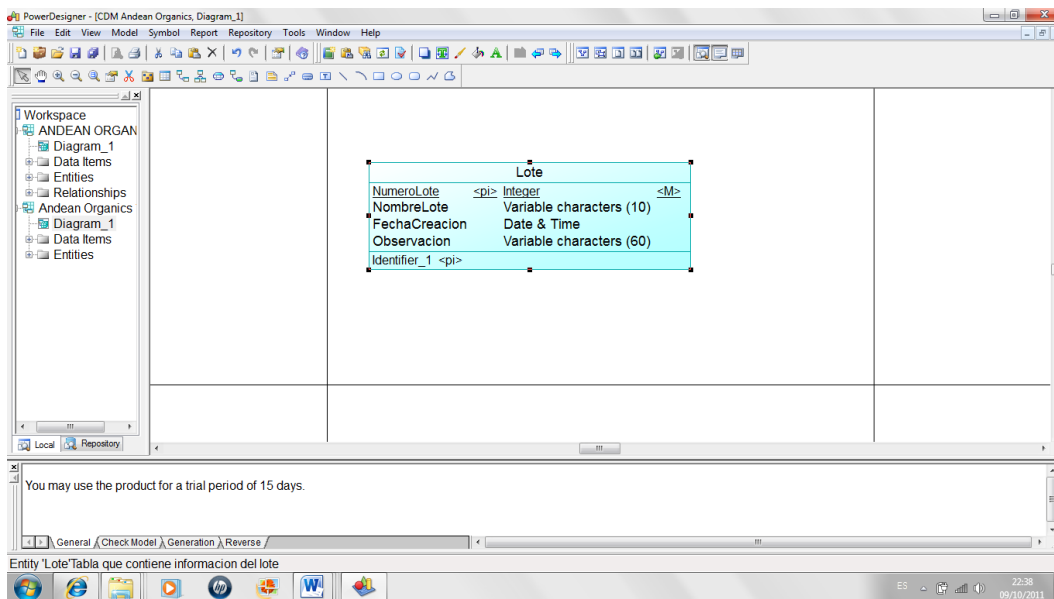 PowerDesigner - [CDM Andean Organics, Diagram_1]
File Edit View Model Symbol Report Repository Tools Window Help
Workspace
ANDEAN ORGAN
Diagram_1
Data Items
Entities
Relationships
Andean Organics
Diagram_1
Data Items
Entities
Local Repository
Lote
NumeroLote <pi> Integer <M>
NombreLote Variable characters (10)
FechaCreacion Date & Time
Observacion Variable characters (60)
Identifier_1 <pi>
You may use the product for a trial period of 15 days.
General Check Model Generation Reverse
Entity 'Lote'Tabla que contiene informacion del lote
ES
22:38
09/10/2011